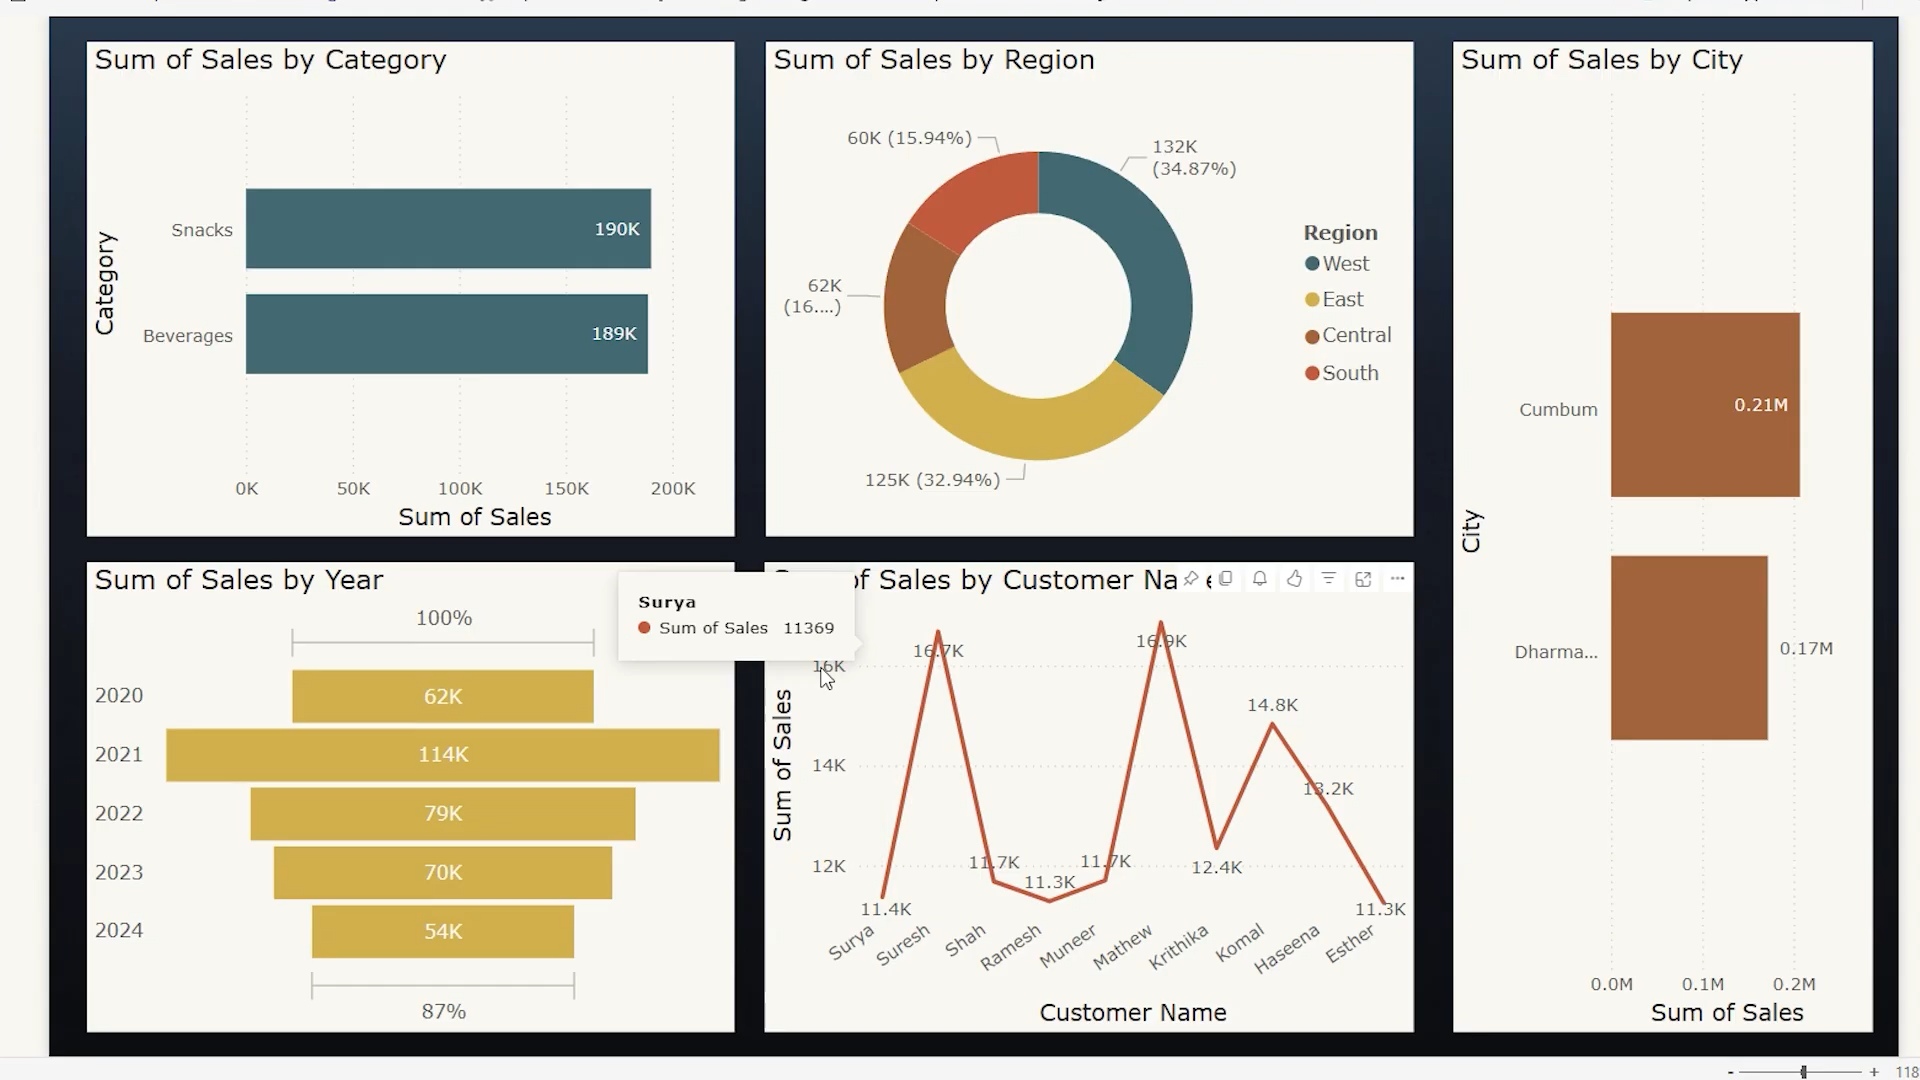 Sum of Sales by Category
Category
Snacks
190K
Beverages
189K
0K 50K 100K 150K 200K
Sum of Sales
Sum of Sales by Region
60K (15.94%)
132K
(34.87%)
62K
(16....)
125K (32.94%)
Region
West
East
Central
South
Sum of Sales by City
City
Cumbum
0.21M
Dharma...
0.17M
0.0M 0.1M 0.2M
Sum of Sales
Sum of Sales by Year
100%
2020 62K
2021 114K
2022 79K
2023 70K
2024 54K
87%
of Sales by Customer Na
Surya
Sum of Sales 11369
Sum of Sales
16K
14K
12K
11.4K
16.7K
11.7K
11.3K
11.7K
16.9K
12.4K
14.8K
13.2K
11.3K
Surya Suresh Shah Ramesh Muneer Mathew Krithika Komal Haseena Esther
Customer Name
- + 118